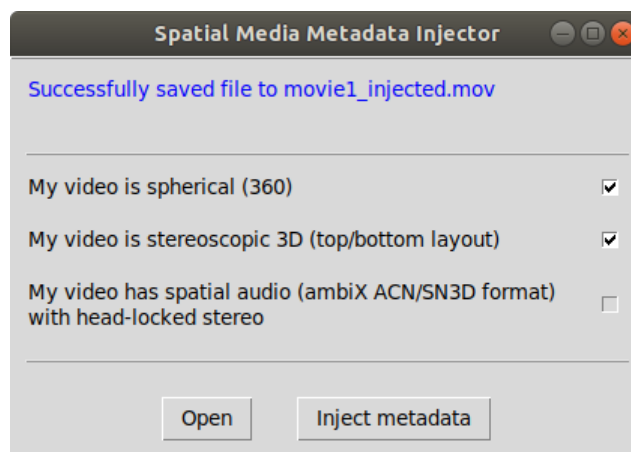 Spatial Media Metadata Injector
Successfully saved file to movie1_injected.mov
My video is spherical (360)
My video is stereoscopic 3D (top/bottom layout)
My video has spatial audio (ambiX ACN/SN3D format)
with head-locked stereo
Open Inject metadata